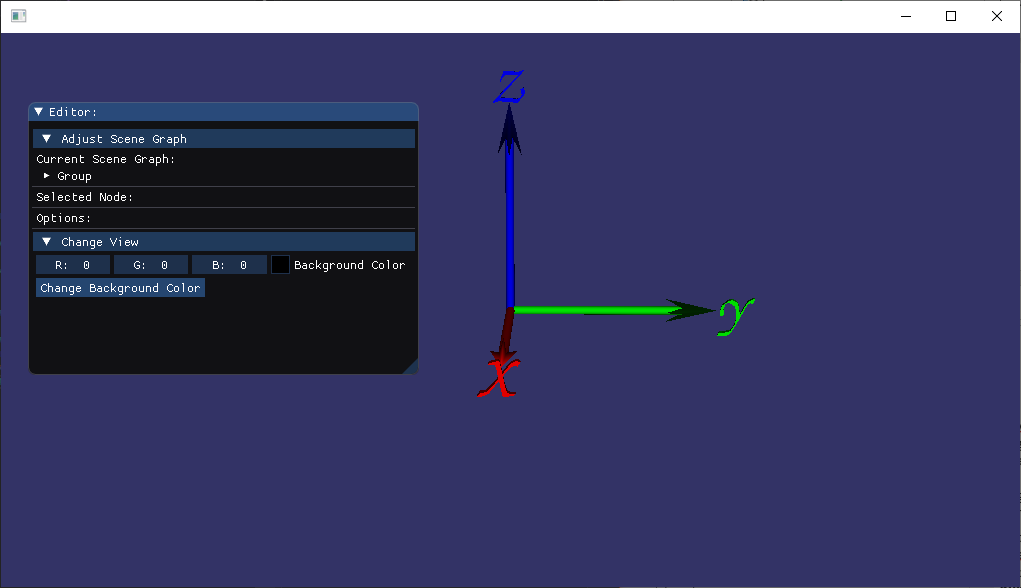 z
Editor:
Adjust Scene Graph
Current Scene Graph:
Group
Selected Node:
Options:
Change View
R: 0 G: 0 B: 0 Background Color
Change Background Color
y
x